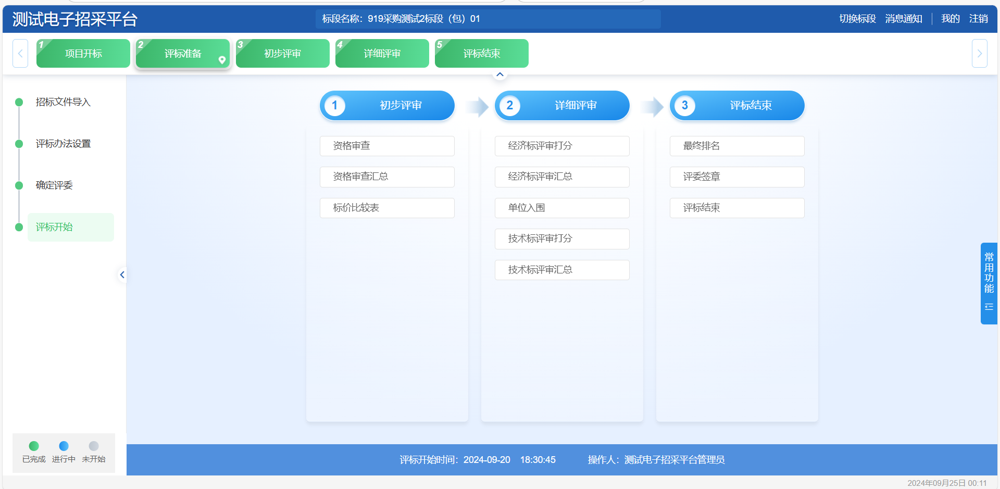 测试电子招采平台
标段名称：919采购测试2标段（包）01
切换标段 消息通知 我的 注销
1 项目开标
2 评标准备
3 初步评审
4 详细评审
5 评标结束
招标文件导入
评标办法设置
确定评委
评标开始
1 初步评审
资格审查
资格审查汇总
标价比较表
2 详细评审
经济标评审打分
经济标评审汇总
单位入围
技术标评审打分
技术标评审汇总
3 评标结束
最终排名
评委签章
评标结束
常用功能
已完成 进行中 未开始
评标开始时间：2024-09-20 18:30:45 操作人：测试电子招采平台管理员
2024年09月25日 00:11